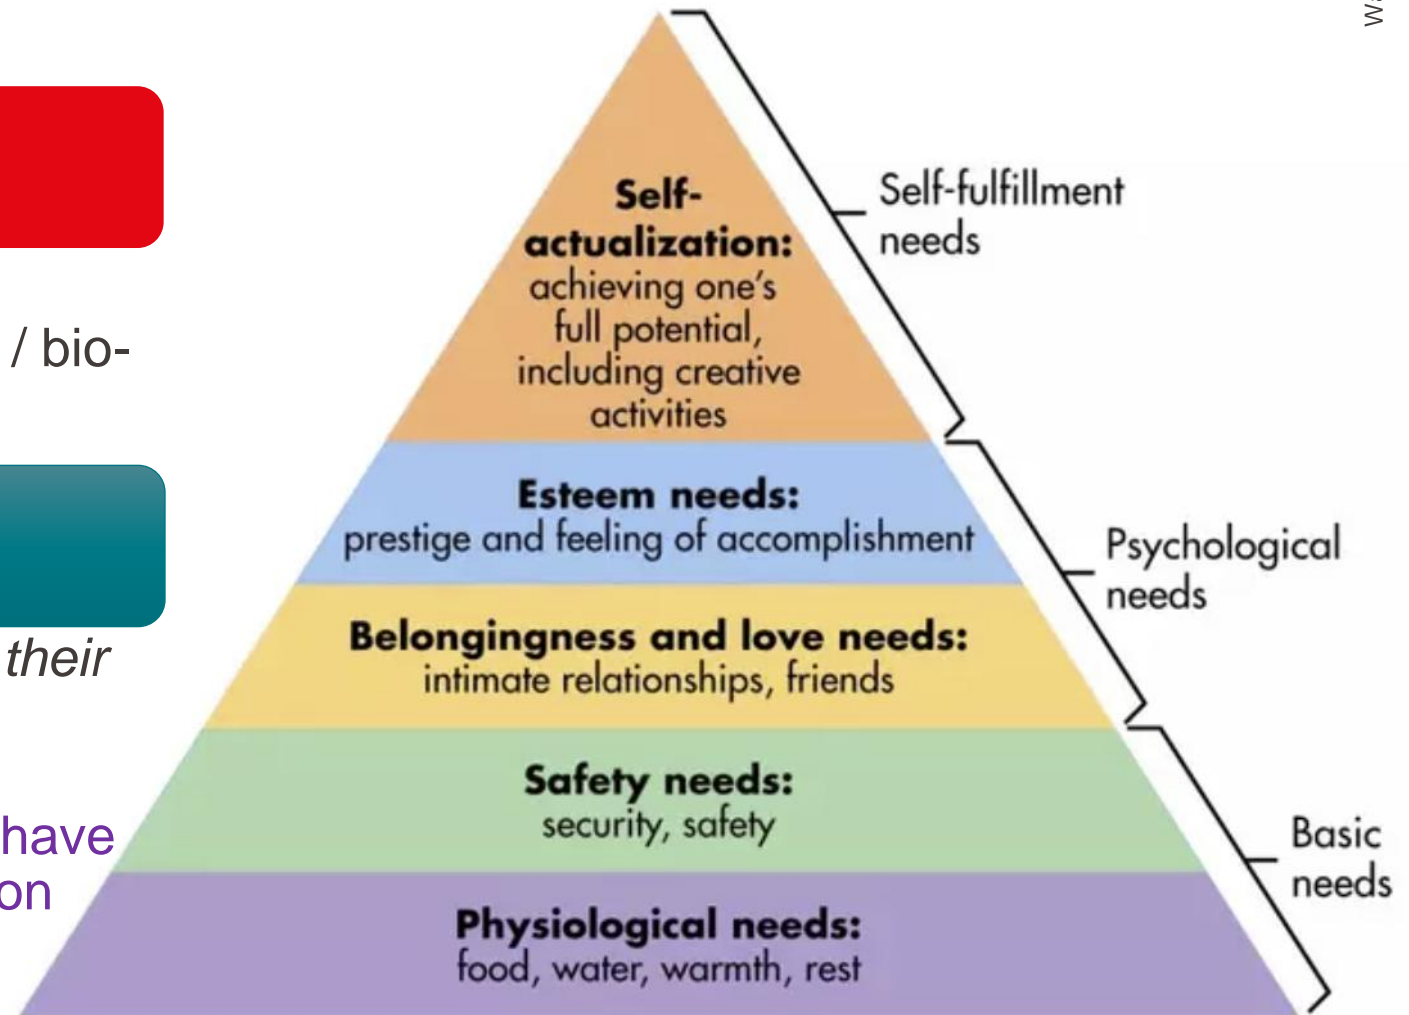 / bio-
their
have
on
Self-
actualization:
achieving one's
full potential,
including creative
activities
Esteem needs:
prestige and feeling of accomplishment
Belongingness and love needs:
intimate relationships, friends
Safety needs:
security, safety
Physiological needs:
food, water, warmth, rest
Self-fulfillment
needs
Psychological
needs
Basic
needs